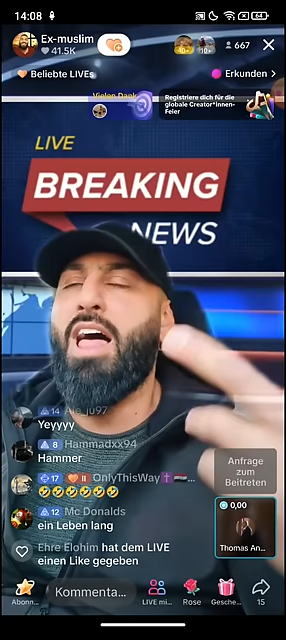 14:08
64
Ex-muslim
41.5K
40+
10+
667
Beliebte LIVEs
Erkunden >
Vielen Dank
Registriere dich für die
globale Creator*innen-
Feier
LIVE
BREAKING
NEWS
14 Ale_ju97
Yeyyyy
8 Hammadxx94
Hammer
17 II OnlyThisWay...
12 Mc Donalds
ein Leben lang
Ehre Elohim hat dem LIVE
einen Like gegeben
Anfrage
zum
Beitreten
0,00
Thomas An...
Abonn...
Kommenta...
LIVE mi...
Rose
Gesche...
15